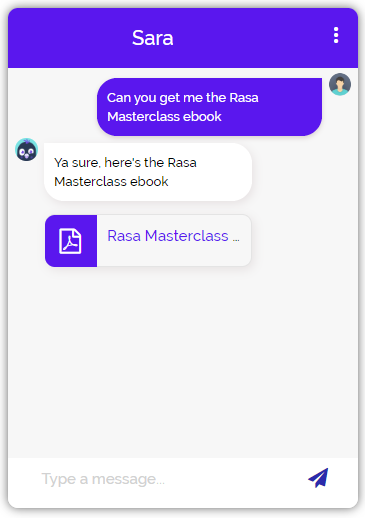 Sara
Can you get me the Rasa
Masterclass ebook
Ya sure, here's the Rasa
Masterclass ebook
Rasa Masterclass ...
Type a message...